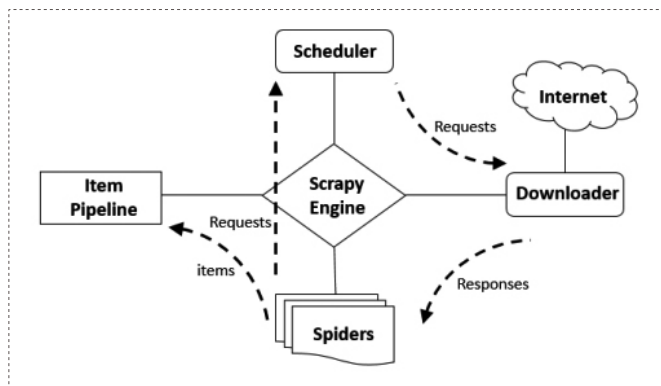 Scheduler
Internet
Requests
Item
Pipeline
Scrapy
Engine
Downloader
Requests
items
Responses
Spiders